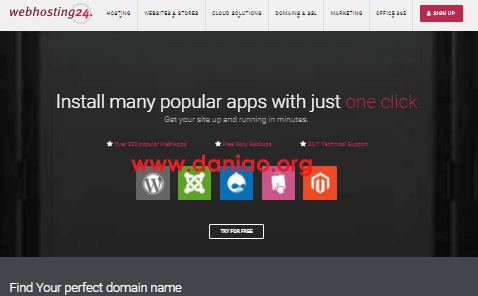 webhosting24.
HOSTING WEBSITES & STORES CLOUD SOLUTIONS DOMAINS & SSL MARKETING OFFICE 365 SIGN UP
Install many popular apps with just one click
Get your site up and running in minutes.
Over 350 popular WebApps Free Daily Backups 24/7 Technical Support
www.daniao.org
TRY FOR FREE
Find Your perfect domain name